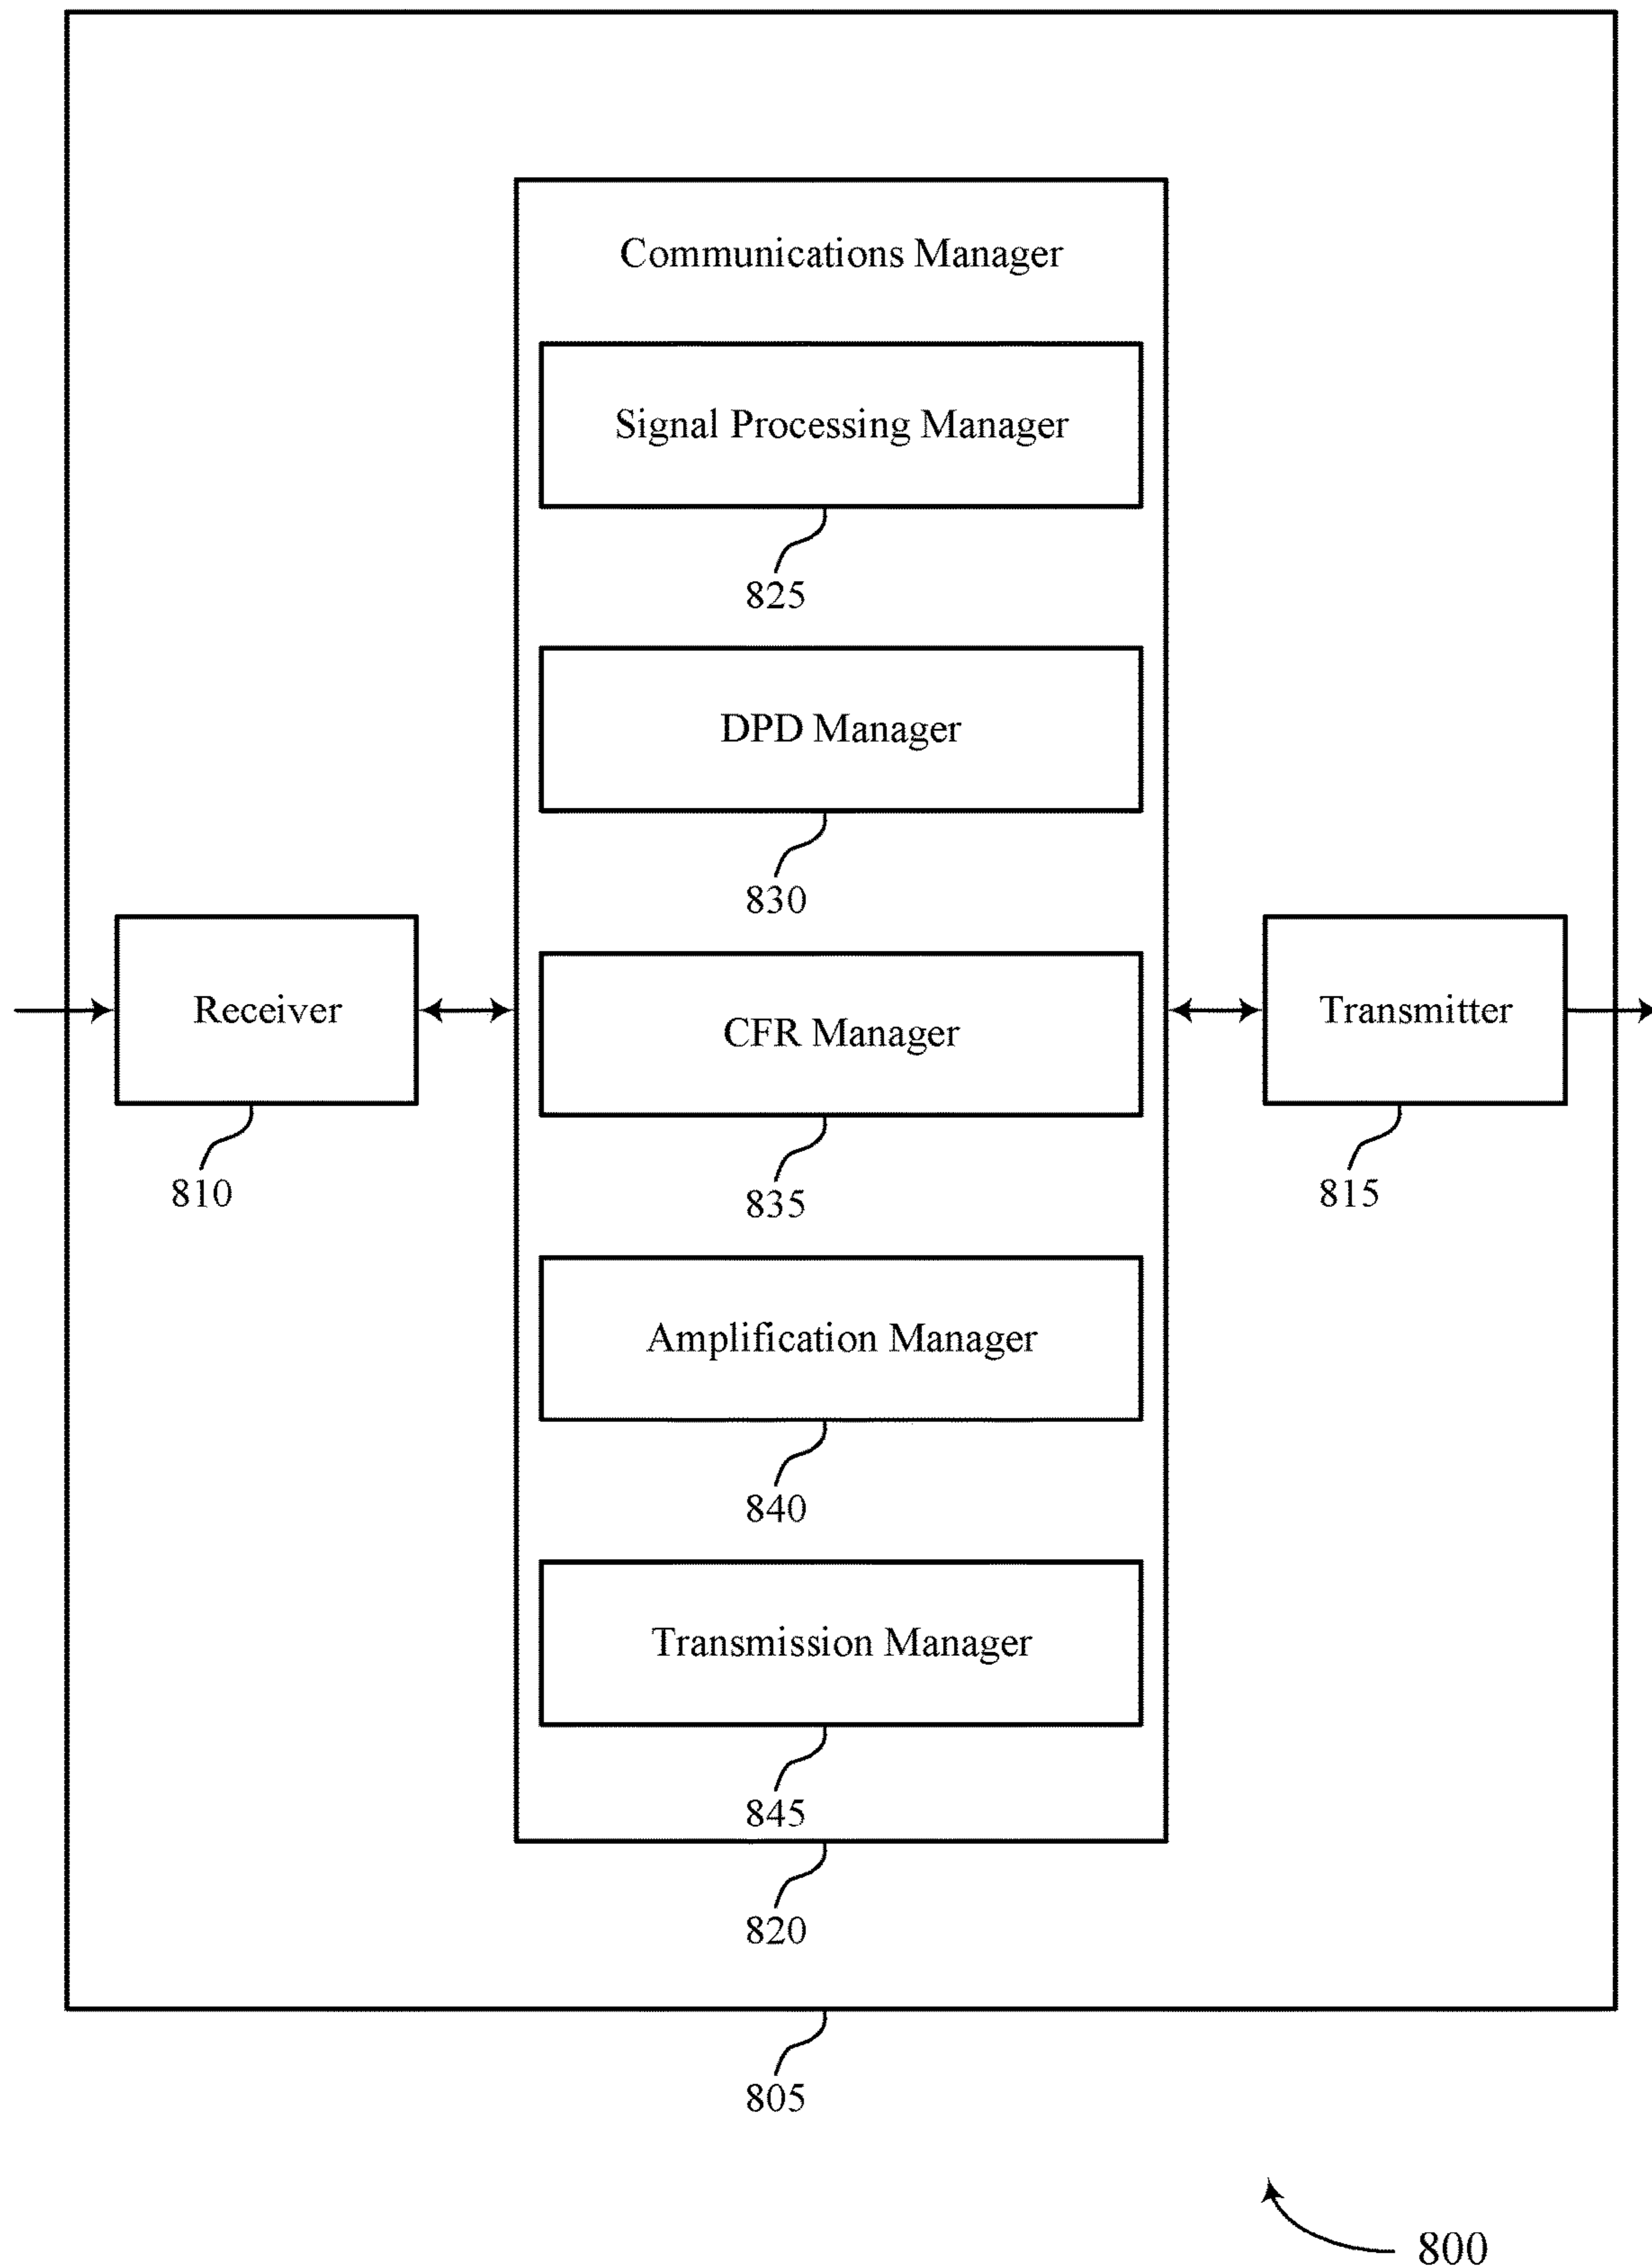 Communications Manager
Signal Processing Manager
825
DPD Manager
830
Receiver
810
CFR Manager
835
Transmitter
815
Amplification Manager
840
Transmission Manager
845
820
805
800